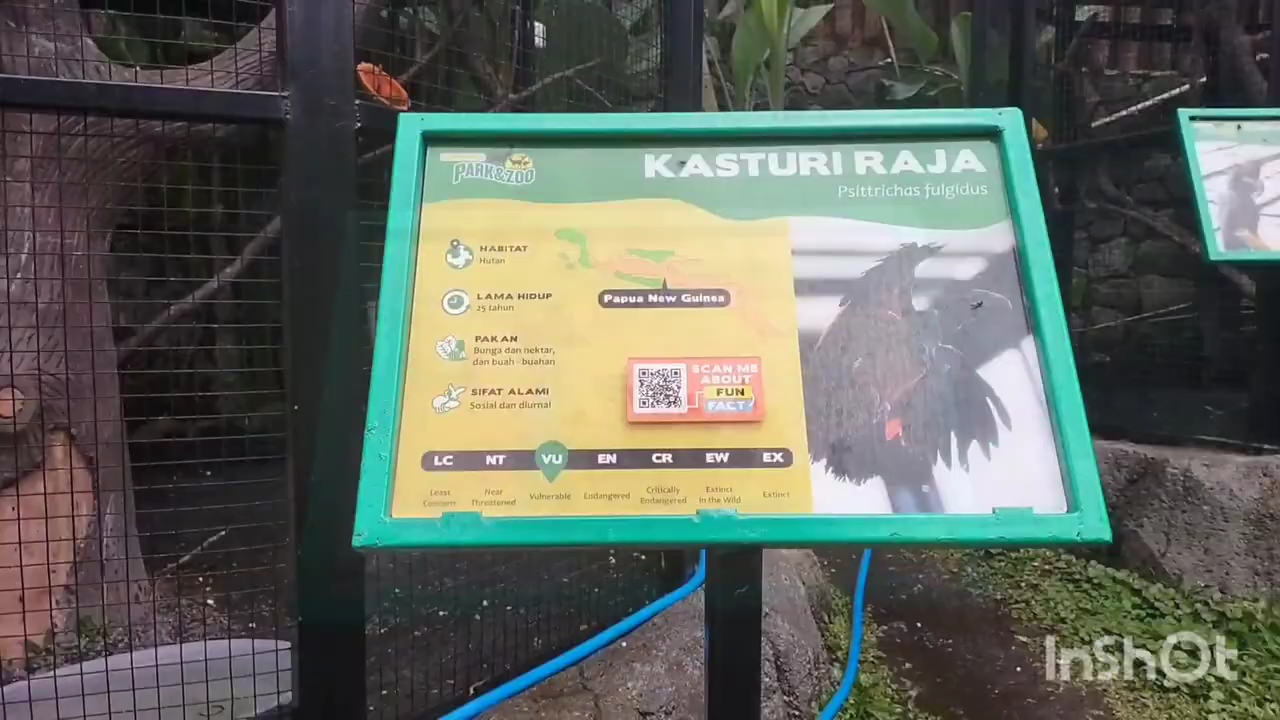 PARK&ZOO
KASTURI RAJA
Psittrichas fulgidus
HABITAT
Hutan
LAMA HIDUP
25 tahun
PAKAN
Bunga dan nektar,
dan buah - buahan
SIFAT ALAMI
Sosial dan diurnal
Papua New Guinea
SCAN ME
ABOUT
FUN
FACT
LC NT VU EN CR EW EX
Least
Concern
Near
Threatened
Vulnerable
Endangered
Critically
Endangered
Extinct
in the Wild
Extinct
InShOt